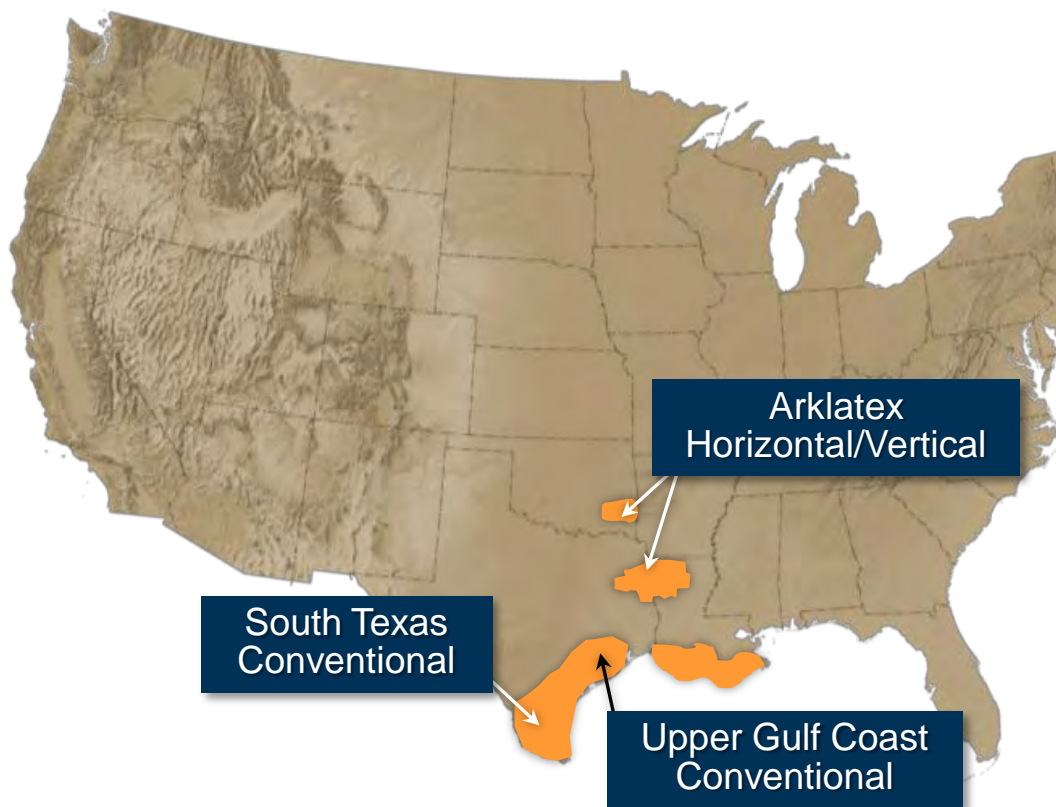 Arklatex
Horizontal/Vertical
South Texas
Conventional
Upper Gulf Coast
Conventional